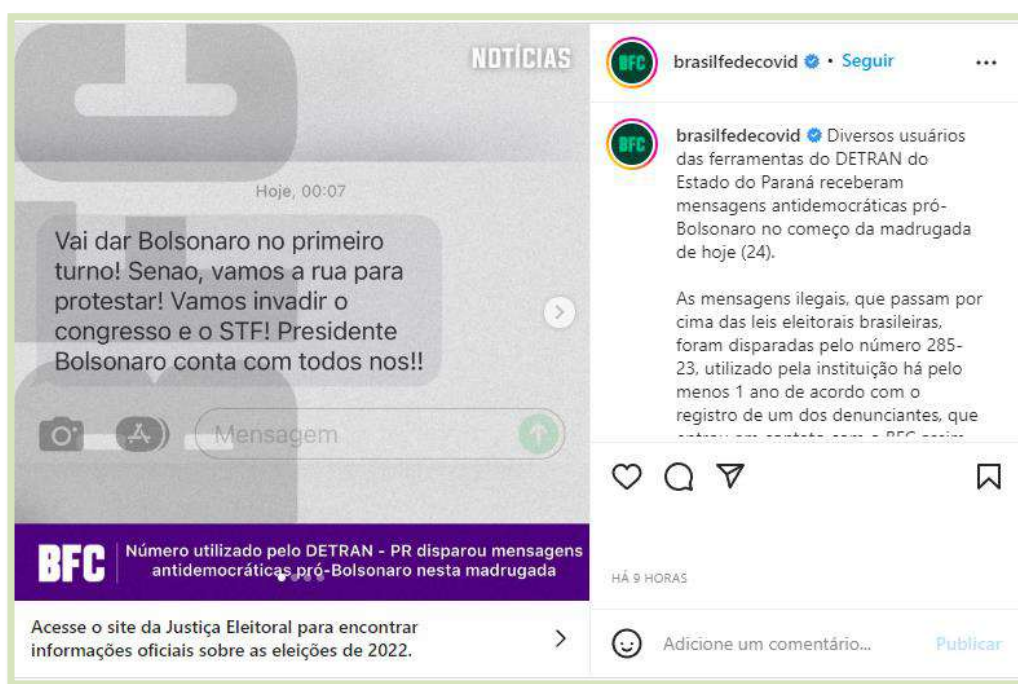 NOTÍCIAS
Hoje, 00:07
Vai dar Bolsonaro no primeiro
turno! Senao, vamos a rua para
protestar! Vamos invadir o
congresso e o STF! Presidente
Bolsonaro conta com todos nos!!
Mensagem
BFC
Número utilizado pelo DETRAN - PR disparou mensagens
antidemocráticas pró-Bolsonaro nesta madrugada
Acesse o site da Justiça Eleitoral para encontrar
informações oficiais sobre as eleições de 2022.
BFC
brasilfedecovid • Seguir
BFC
brasilfedecovid Diversos usuários
das ferramentas do DETRAN do
Estado do Paraná receberam
mensagens antidemocráticas pró-
Bolsonaro no começo da madrugada
de hoje (24).
As mensagens ilegais, que passam por
cima das leis eleitorais brasileiras,
foram disparadas pelo número 285-
23, utilizado pela instituição há pelo
menos 1 ano de acordo com o
registro de um dos denunciantes, que
HÁ 9 HORAS
Adicione um comentário...
Publicar